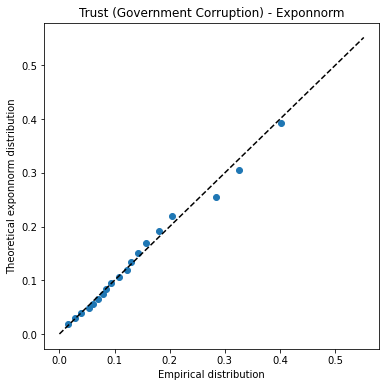 Trust (Government Corruption) - Exponnorm
Theoretical exponnorm distribution
0.5
0.4
0.3
0.2
0.1
0.0
0.0 0.1 0.2 0.3 0.4 0.5
Empirical distribution